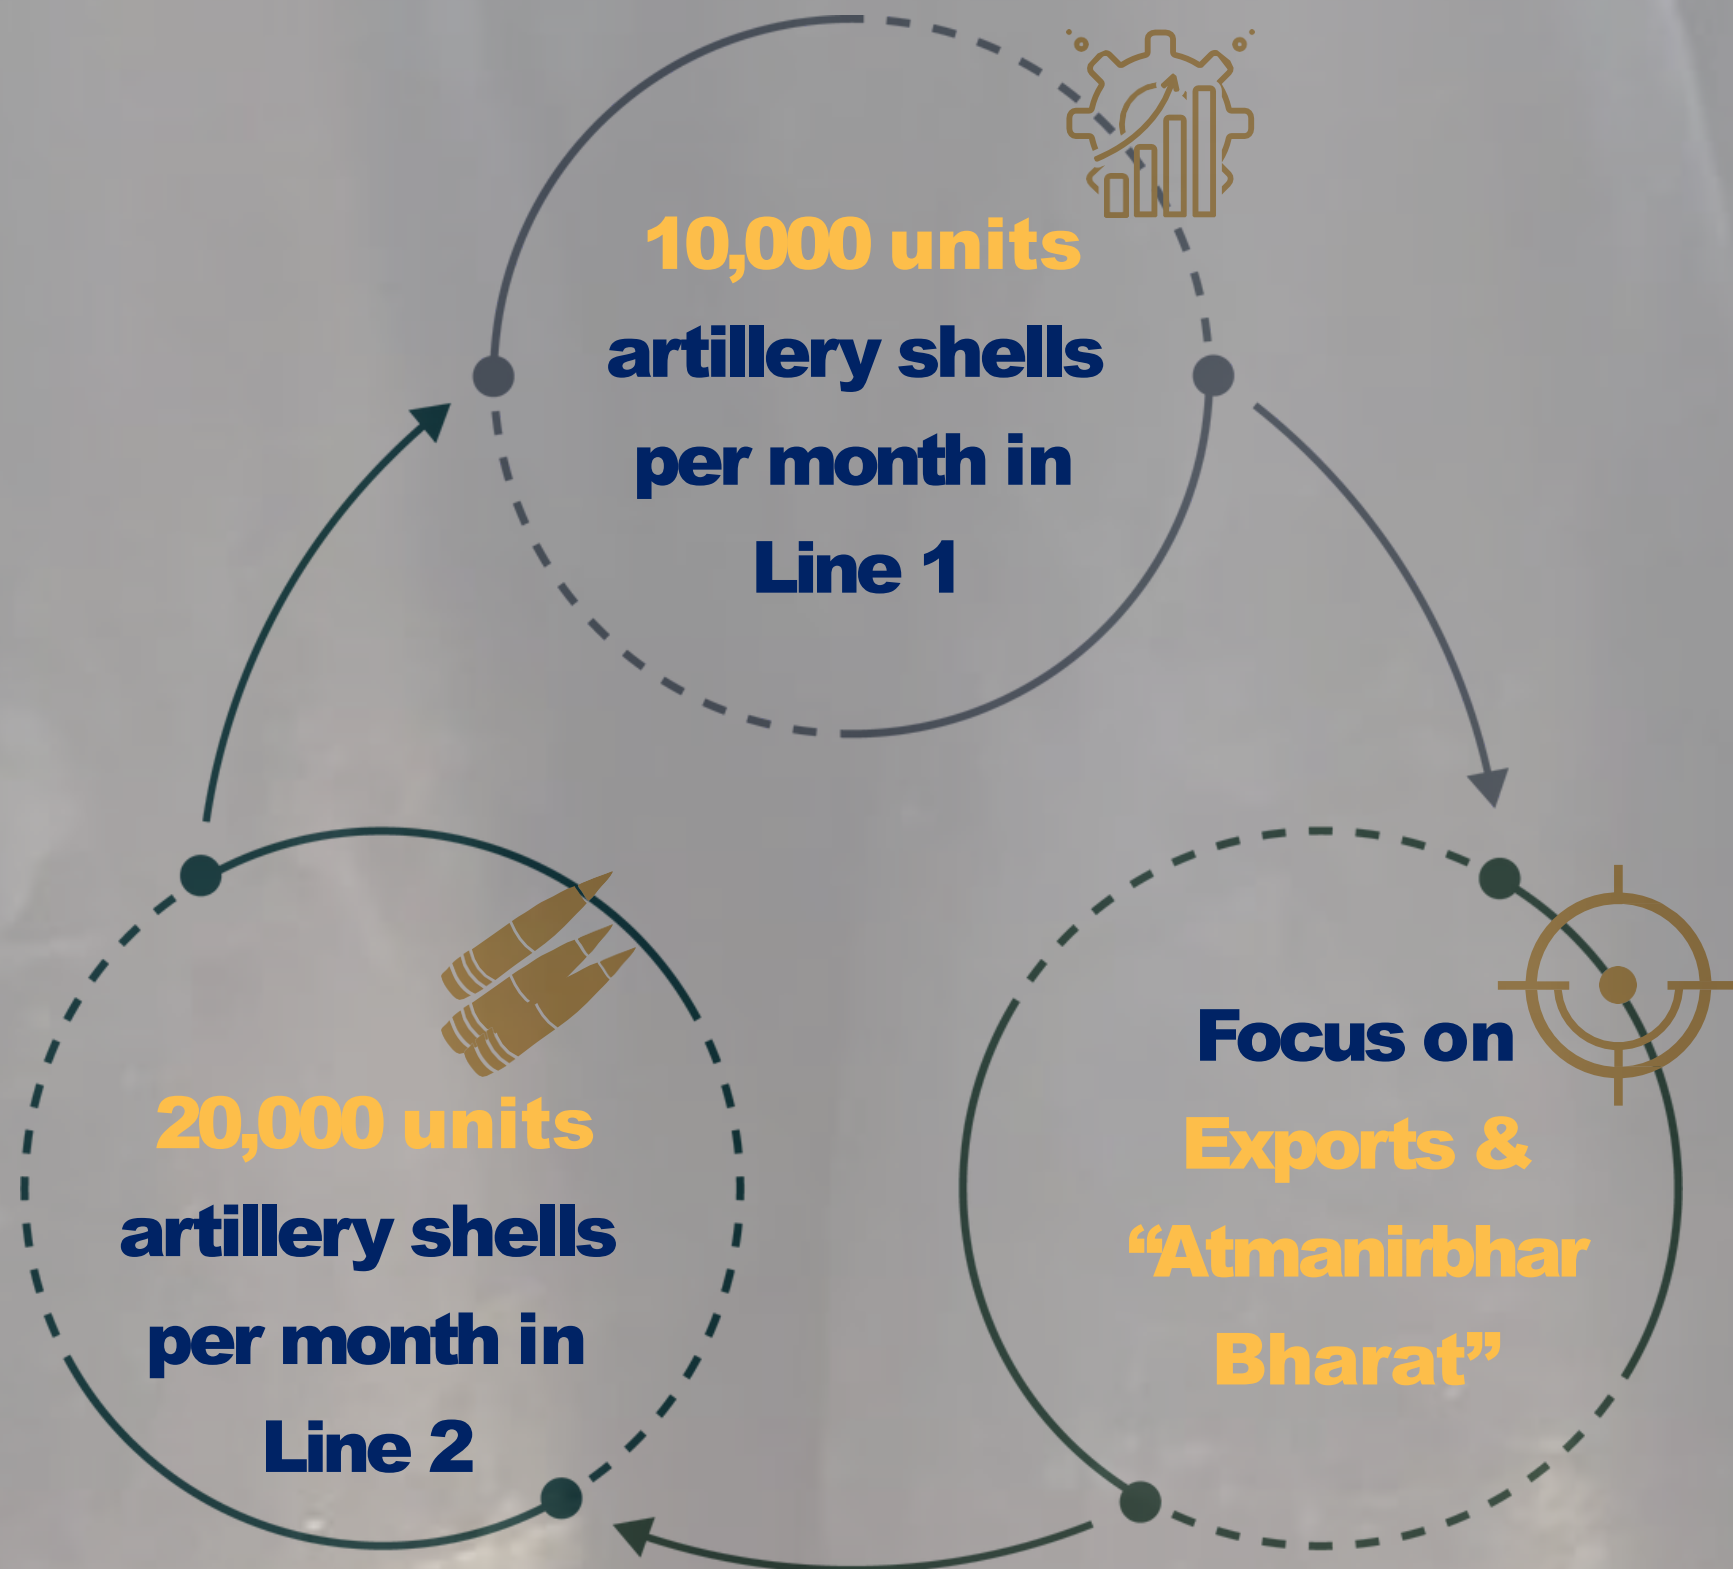 10,000 units
artillery shells
per month in
Line 1
20,000 units
artillery shells
per month in
Line 2
Focus on
Exports &
“Atmanirbhar
Bharat”